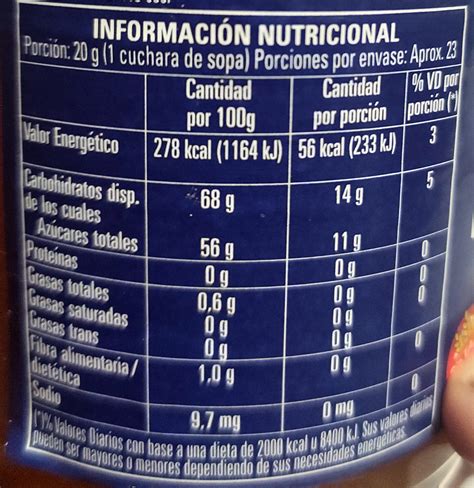 INFORMACIÓN NUTRICIONAL
Porción: 20 g (1 cuchara de sopa) Porciones por envase: Aprox. 23
Cantidad por 100g Cantidad por porción % VD por porción (*)
Valor Energético 278 kcal (1164 kJ) 56 kcal (233 kJ) 3
Carbohidratos disp. 68 g 14 g 5
de los cuales
Azúcares totales 56 g 11 g
Proteínas 0 g 0 g 0
Grasas totales 0,6 g 0 g 0
Grasas saturadas 0 g 0 g 0
Grasas trans 0 g 0 g
Fibra alimentaria/ dietética 1,0 g 0 g 0
Sodio 9,7 mg 0 mg 0
(*)% Valores Diarios con base a una dieta de 2000 kcal u 8400 kJ. Sus valores diarios
pueden ser mayores o menores dependiendo de sus necesidades energéticas.